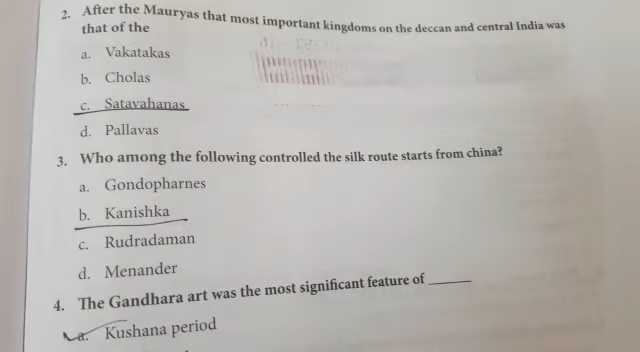 2. After the Mauryas that most important kingdoms on the deccan and central India was
that of the
a. Vakatakas
b. Cholas
c. Satavahanas
d. Pallavas
3. Who among the following controlled the silk route starts from china?
a. Gondopharnes
b. Kanishka
c. Rudradaman
d. Menander
4. The Gandhara art was the most significant feature of ______
a. Kushana period